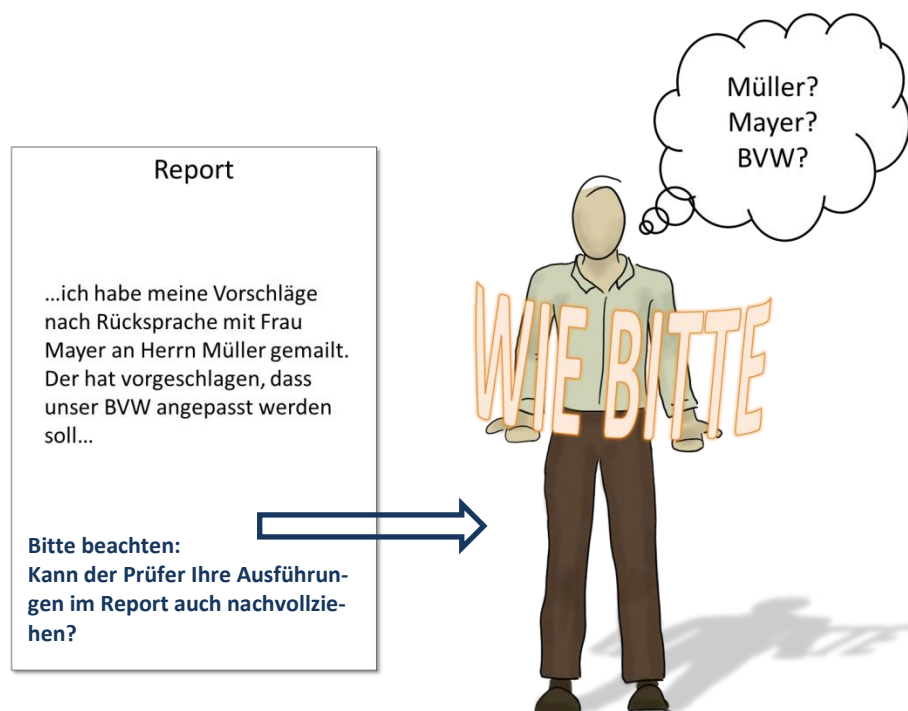 Report
...ich habe meine Vorschläge
nach Rücksprache mit Frau
Mayer an Herrn Müller gemailt.
Der hat vorgeschlagen, dass
unser BVW angepasst werden
soll...
Bitte beachten:
Kann der Prüfer Ihre Ausführun-
gen im Report auch nachvollzie-
hen?
Müller?
Mayer?
BVW?
WIE BITTE